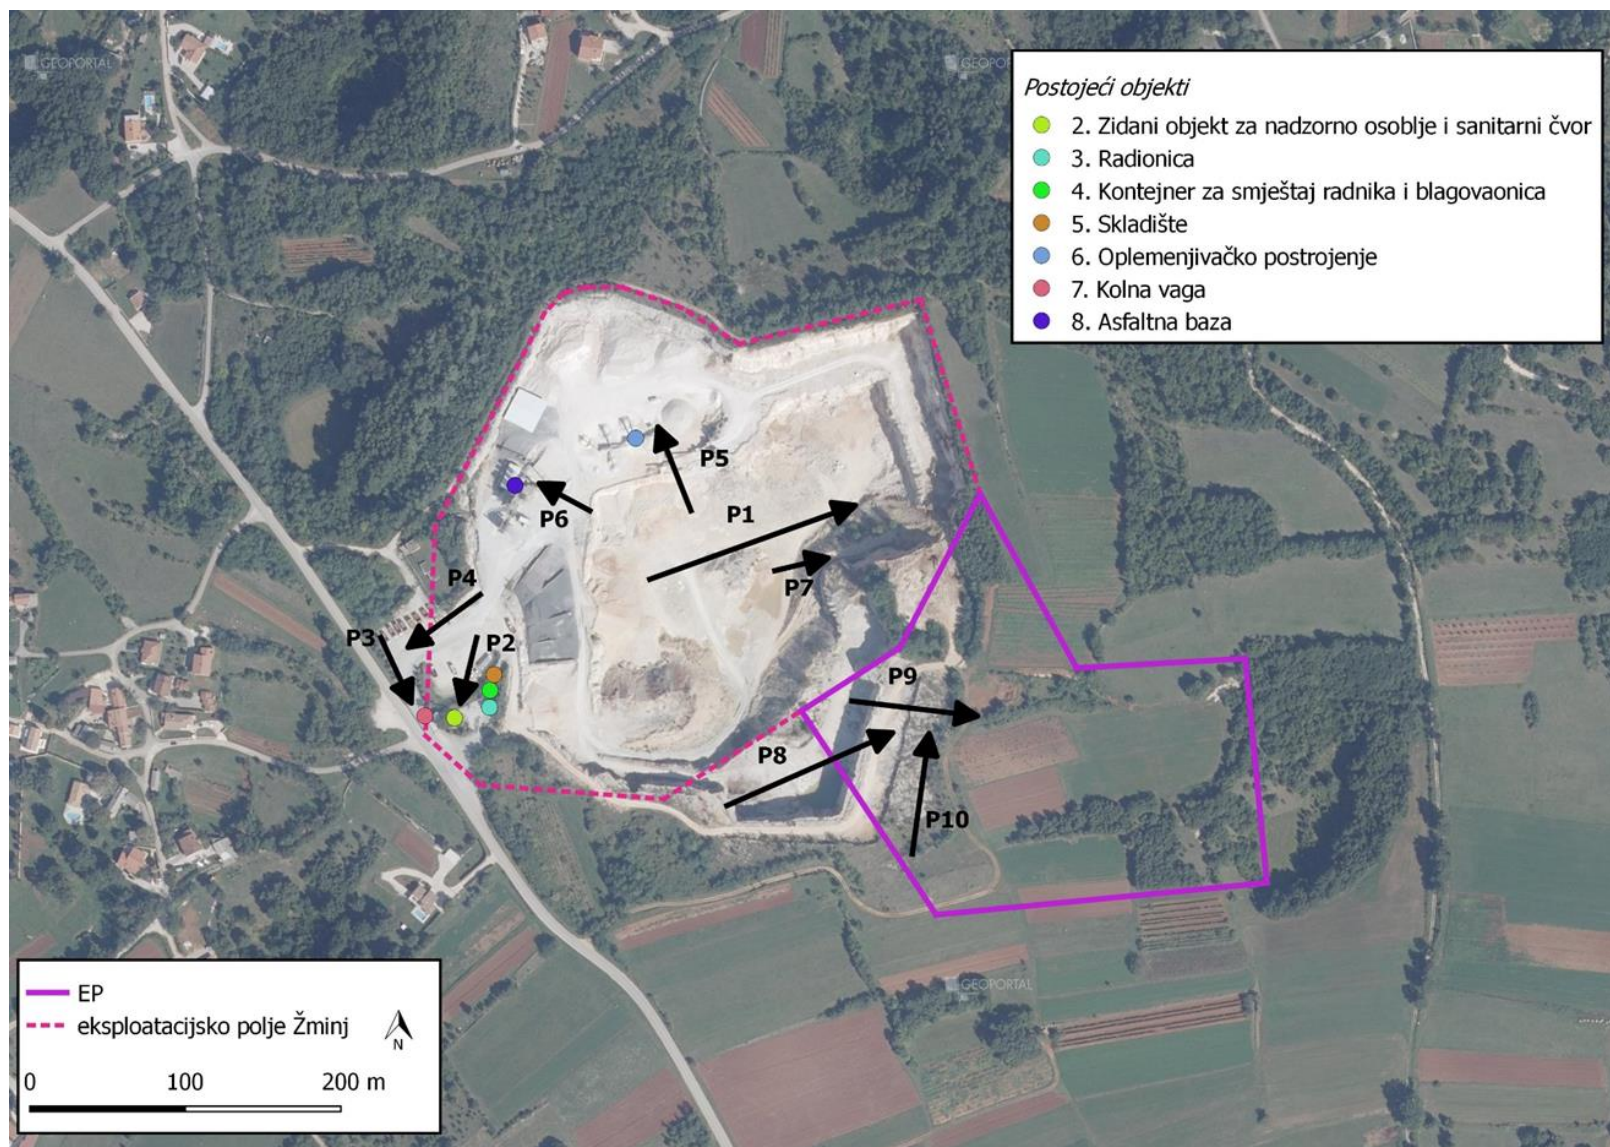 GEOPORTAL
Postojeći objekti
2. Zidani objekt za nadzorno osoblje i sanitarni čvor
3. Radionica
4. Kontejner za smještaj radnika i blagovaonica
5. Skladište
6. Oplemenjivačko postrojenje
7. Kolna vaga
8. Asfaltna baza
P5
P1
P6
P7
P4
P3
P2
P9
P8
P10
GEOPORTAL
EP
eksploatacijsko polje Žminj
N
0 100 200 m